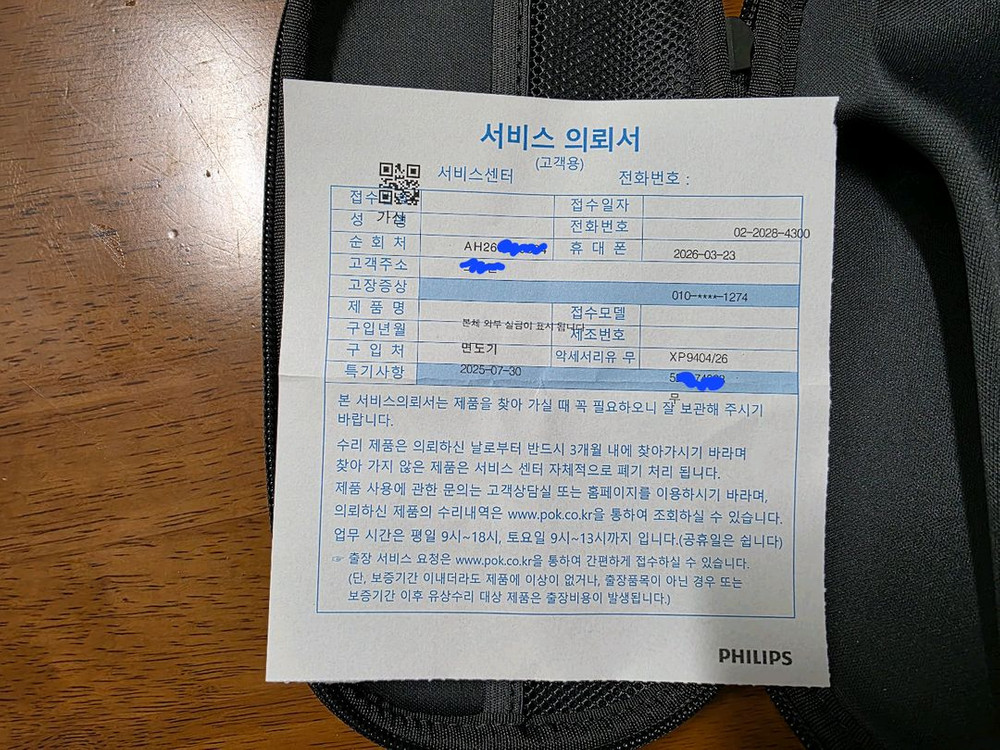 서비스 의뢰서
(고객용)
서비스센터 전화번호 :
접수 접수일자
가산
성 명 전화번호 02-2028-4300
순 회 처 AH26 휴 대 폰 2026-03-23
고객주소
고장증상 010-****-1274
제 품 명 접수모델
본체 와부 실금이 표시 됩니다
구입년월 제조번호
구 입 처 면도기 악세서리유 무 XP9404/26
특기사항 2025-07-30
무
본 서비스의뢰서는 제품을 찾아 가실 때 꼭 필요하오니 잘 보관해 주시기
바랍니다.
수리 제품은 의뢰하신 날로부터 반드시 3개월 내에 찾아가시기 바라며
찾아 가지 않은 제품은 서비스 센터 자체적으로 폐기 처리 됩니다.
제품 사용에 관한 문의는 고객상담실 또는 홈페이지를 이용하시기 바라며,
의뢰하신 제품의 수리내역은 www.pok.co.kr을 통하여 조회하실 수 있습니다.
업무 시간은 평일 9시~18시, 토요일 9시~13시까지 입니다.(공휴일은 쉽니다)
☞ 출장 서비스 요청은 www.pok.co.kr을 통하여 간편하게 접수하실 수 있습니다.
(단, 보증기간 이내더라도 제품에 이상이 없거나, 출장품목이 아닌 경우 또는
보증기간 이후 유상수리 대상 제품은 출장비용이 발생됩니다.)
PHILIPS